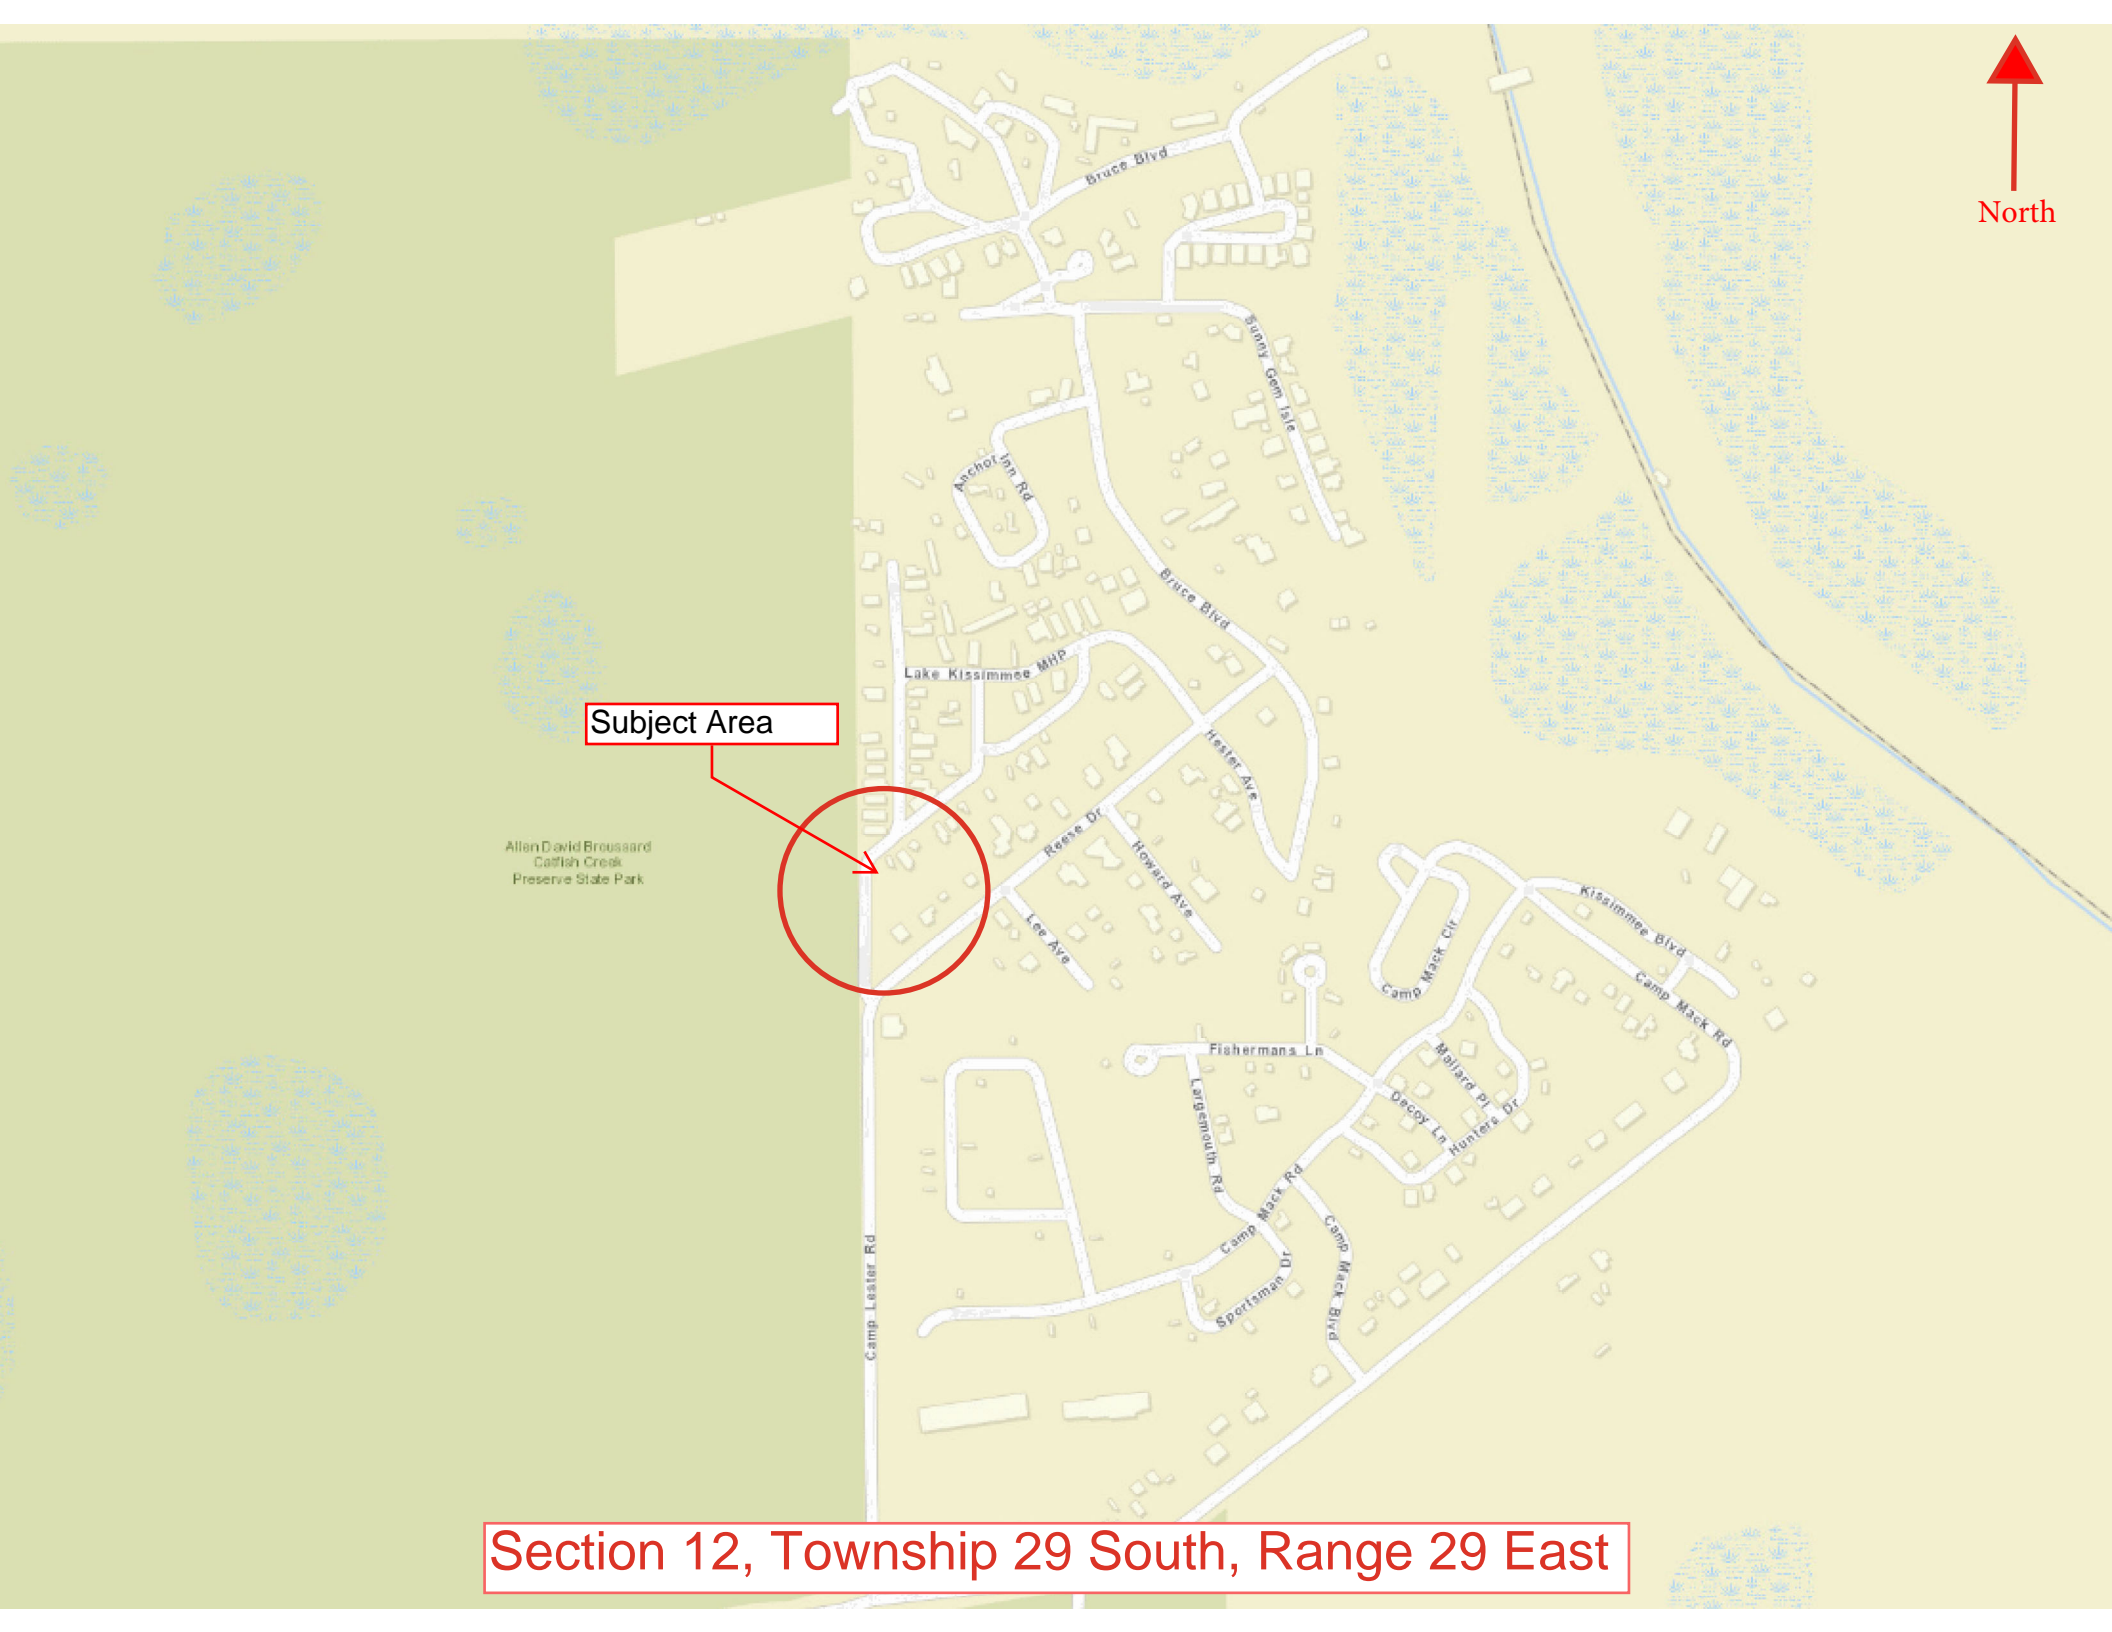 North
Bruce Blvd
Sunny Gem Isle
Anchor Inn Rd
Bruce Blvd
Lake Kissimmee MHP
Subject Area
Hester Ave
Reese Dr
Howard Ave
Allen David Broussard
Catfish Creek
Preserve State Park
Lee Ave
Kissimmee Blvd
Camp Mack Cir
Camp Mack Rd
Fishermans Ln
Mallard Pl
Decoy Ln
Hunters Dr
Largemouth Rd
Camp Mack Rd
Camp Mack Blvd
Sportsman Dr
Camp Lester Rd
Section 12, Township 29 South, Range 29 East